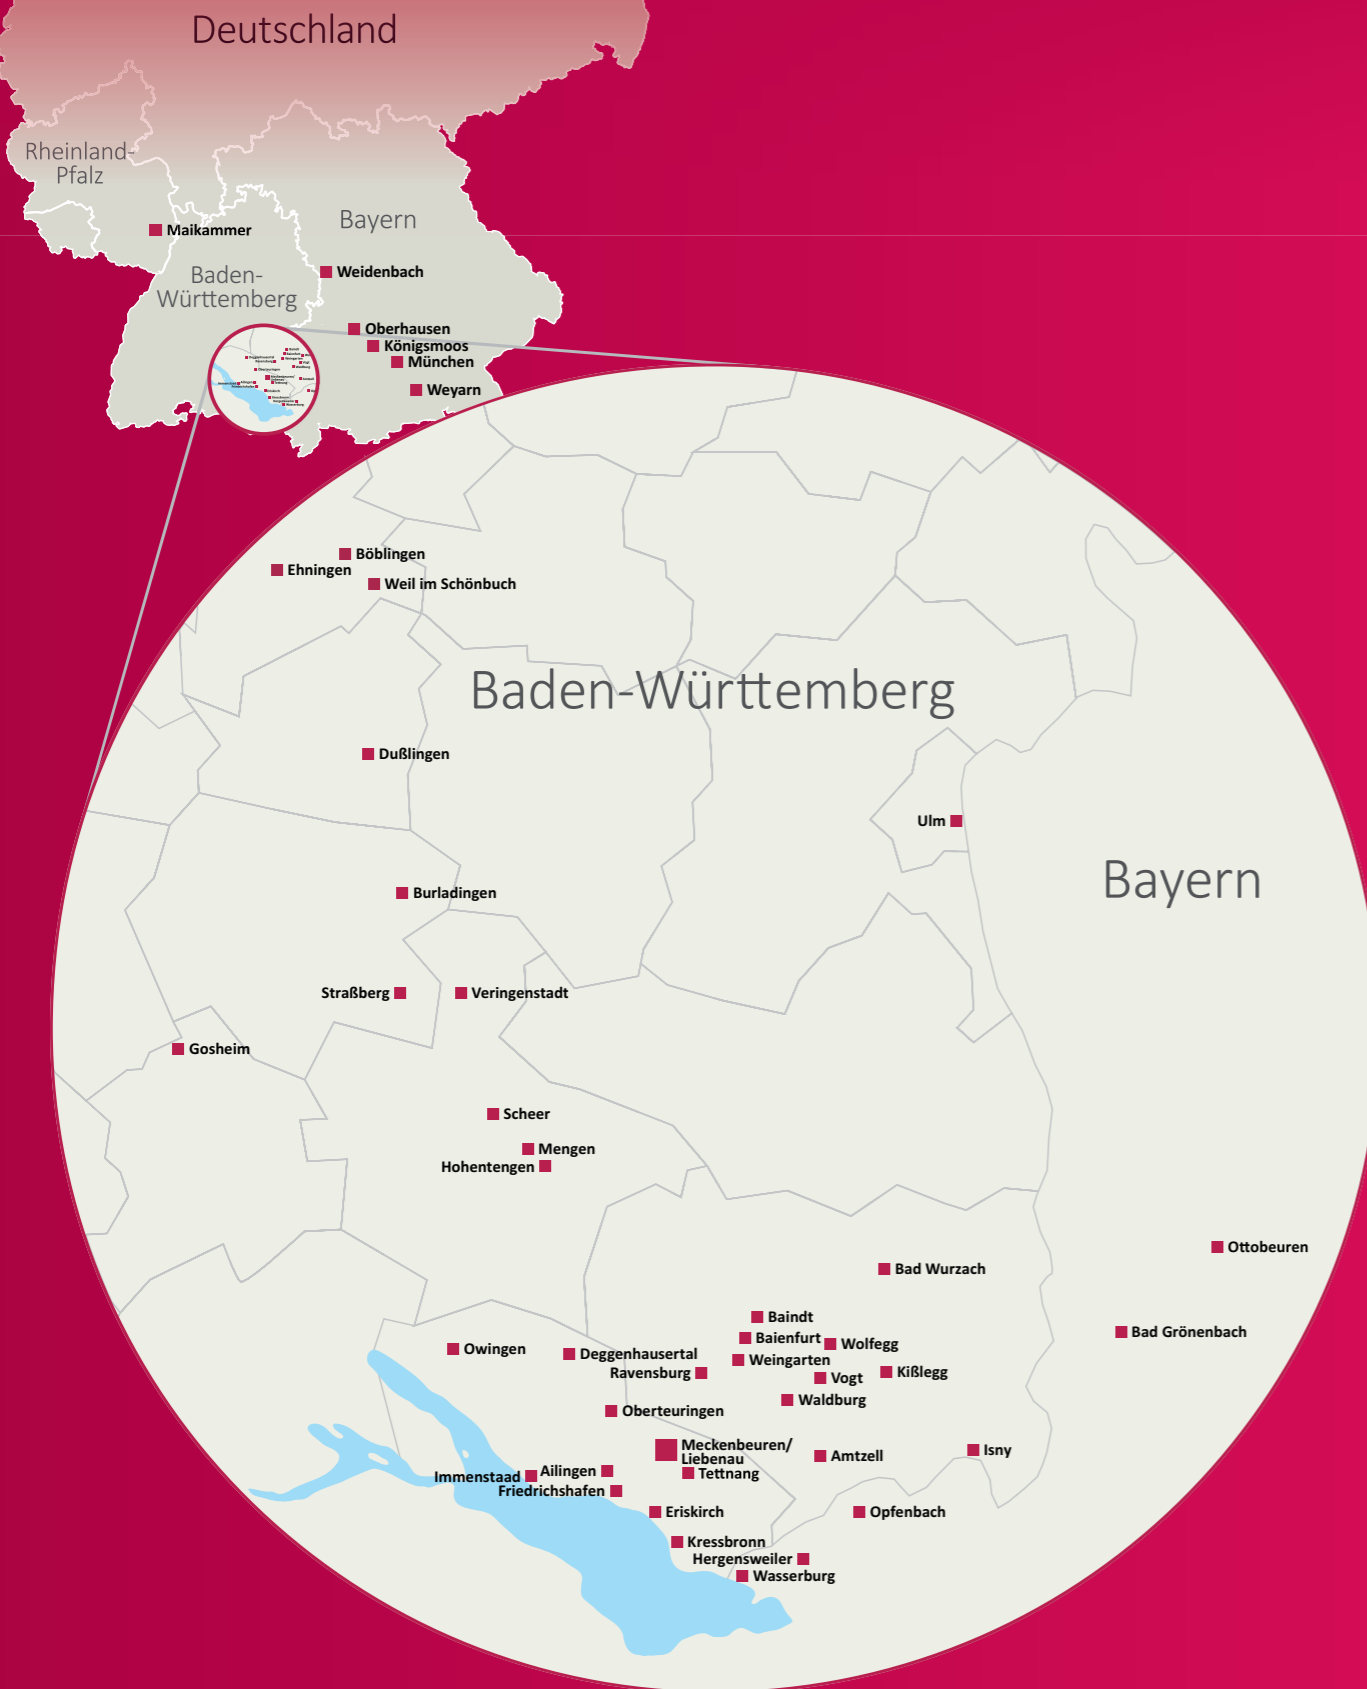 Deutschland
Rheinland-
Pfalz
Bayern
Maikammer
Baden-
Württemberg
Weidenbach
Oberhausen
Königsmoos
München
Weyarn
Böblingen
Ehningen
Weil im Schönbuch
Baden-Württemberg
Dußlingen
Ulm
Bayern
Burladingen
Straßberg
Veringenstadt
Gosheim
Scheer
Mengen
Hohentengen
Ottobeuren
Bad Wurzach
Baindt
Bad Grönenbach
Baienfurt
Wolfegg
Owingen
Deggenhausertal
Weingarten
Ravensburg
Vogt
Kißlegg
Waldburg
Oberteuringen
Meckenbeuren/
Liebenau
Isny
Amtzell
Tettnang
Immenstaad
Ailingen
Friedrichshafen
Eriskirch
Opfenbach
Kressbronn
Hergensweiler
Wasserburg